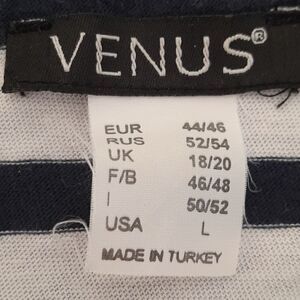 VENUS®
EUR 44/46
RUS 52/54
UK 18/20
F/B 46/48
I 50/52
USA L
MADE IN TURKEY